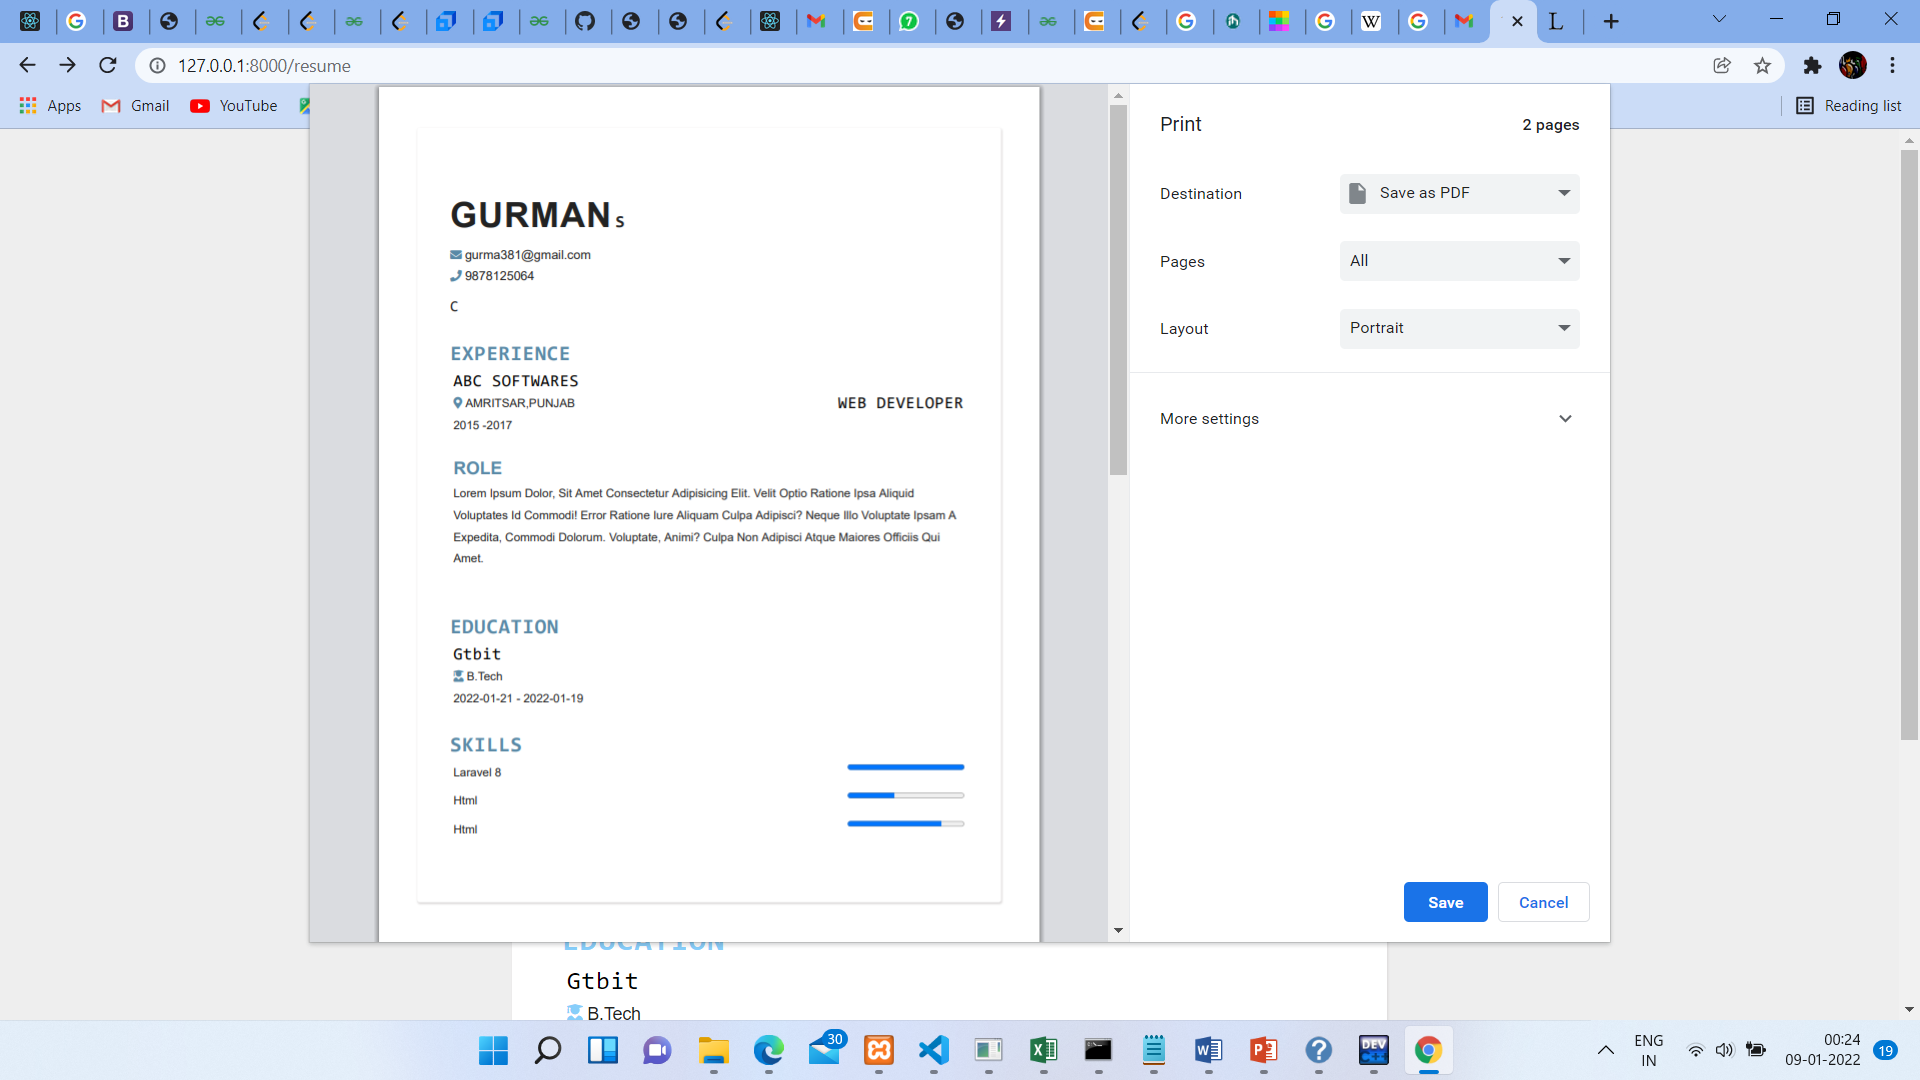 127.0.0.1:8000/resume
Apps
Gmail
YouTube
Reading list
GURMAN S
gurma381@gmail.com
9878125064
C
EXPERIENCE
ABC SOFTWARES
AMRITSAR,PUNJAB
WEB DEVELOPER
2015 -2017
ROLE
Lorem Ipsum Dolor, Sit Amet Consectetur Adipisicing Elit. Velit Optio Ratione Ipsa Aliquid
Voluptates Id Commodi! Error Ratione Iure Aliquam Culpa Adipisci? Neque Illo Voluptate Ipsam A
Expedita, Commodi Dolorum. Voluptate, Animi? Culpa Non Adipisci Atque Maiores Officiis Qui
Amet.
EDUCATION
Gtbit
B.Tech
2022-01-21 - 2022-01-19
SKILLS
Laravel 8
Html
Html
Print
2 pages
Destination
Save as PDF
Pages
All
Layout
Portrait
More settings
Save
Cancel
EDUCATION
Gtbit
B.Tech
30
DEV
C++
ENG
IN
00:24
09-01-2022
19